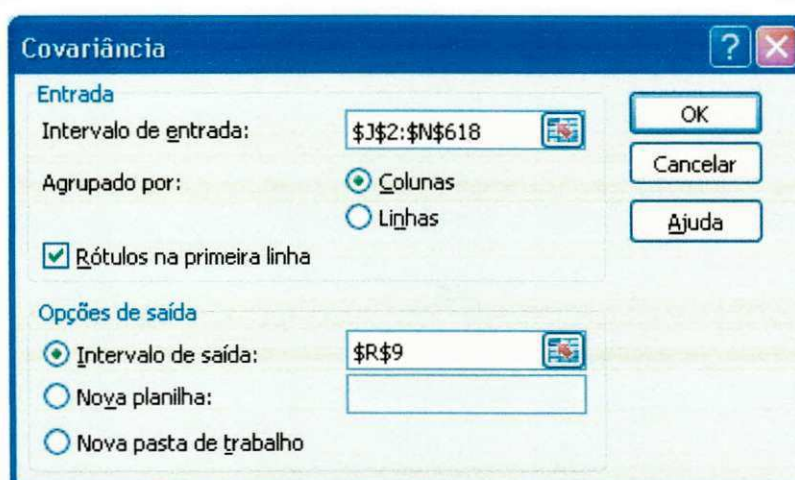 Covariância
Entrada
Intervalo de entrada: $J$2:$N$618
Agrupado por: Colunas
Linhas
Rótulos na primeira linha
Opções de saída
Intervalo de saída: $R$9
Nova planilha:
Nova pasta de trabalho
OK
Cancelar
Ajuda